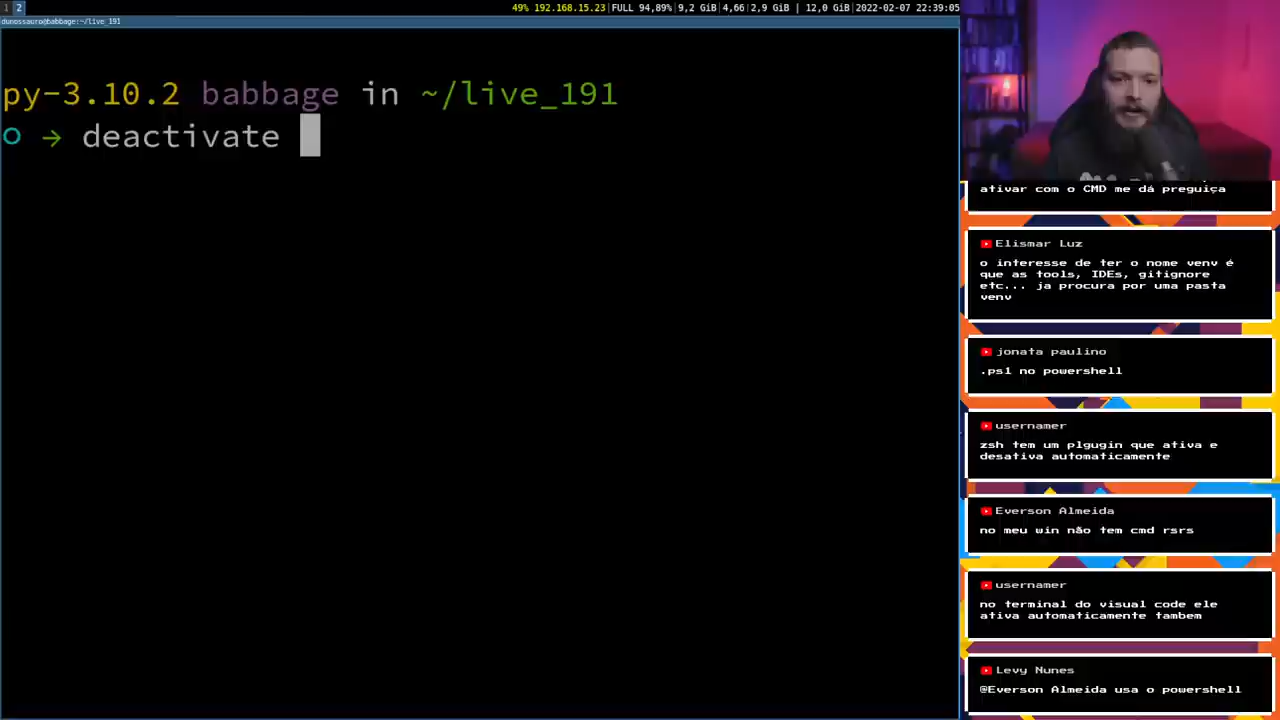 1 2
49% 192.168.15.23|FULL 94,89%|9,2 GiB|4,66|2,9 GiB | 12,0 GiB|2022-02-07 22:39:05
dunossauro@babbage:~/live_191
py-3.10.2 babbage in ~/live_191
○ → deactivate
ativar com o CMD me dá preguiça
Elismar Luz
o interesse de ter o nome venv é
que as tools, IDEs, gitignore
etc... ja procura por uma pasta
venv
jonata paulino
.ps1 no powershell
usernamer
zsh tem um plgugin que ativa e
desativa automaticamente
Everson Almeida
no meu win não tem cmd rsrs
usernamer
no terminal do visual code ele
ativa automaticamente tambem
Levy Nunes
@Everson Almeida usa o powershell